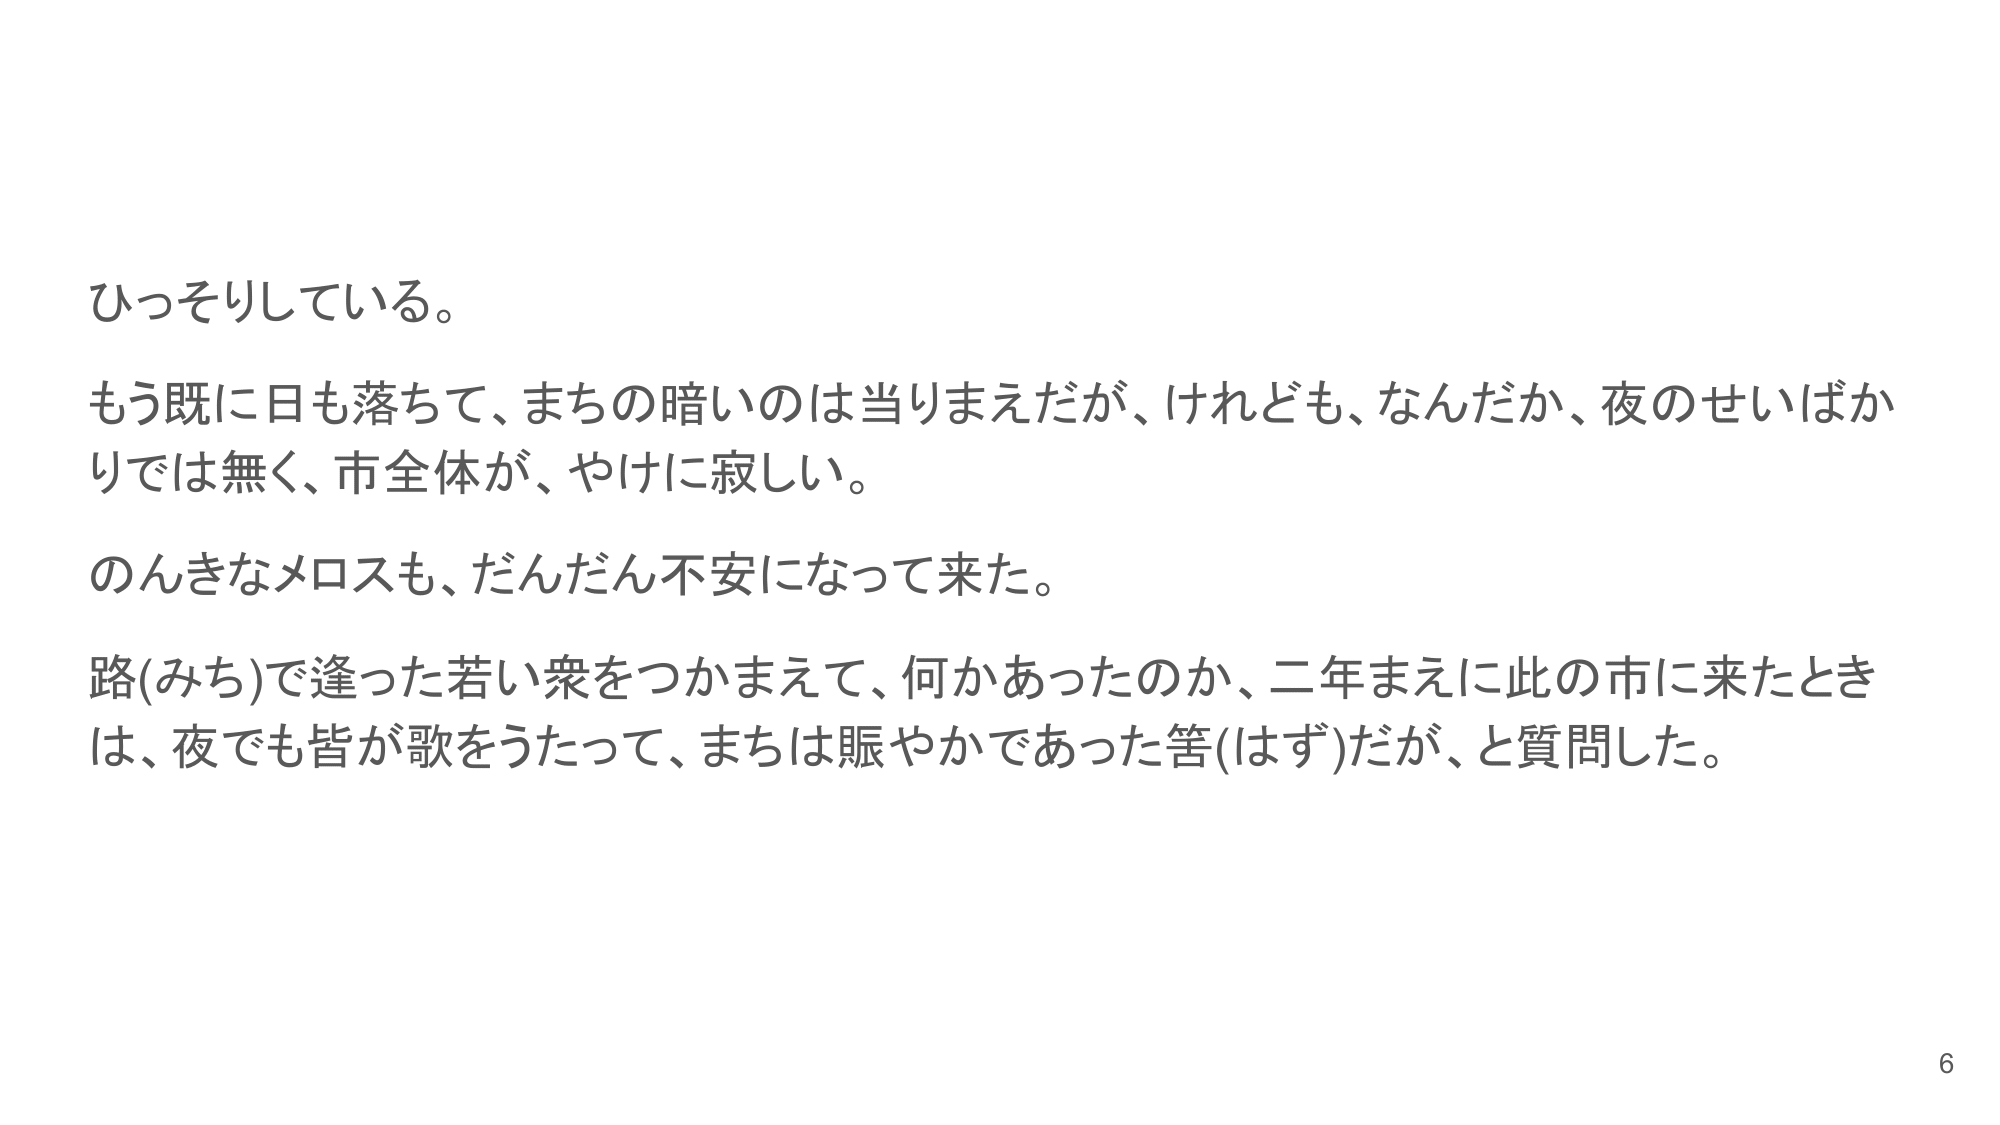 ひっそりしている。
もう既に日も落ちて、まちの暗いのは当りまえだが、けれども、なんだか、夜のせいばか
りでは無く、市全体が、やけに寂しい。
のんきなメロスも、だんだん不安になって来た。
路(みち)で逢った若い衆をつかまえて、何かあったのか、二年まえに此の市に来たとき
は、夜でも皆が歌をうたって、まちは賑やかであった筈(はず)だが、と質問した。
6